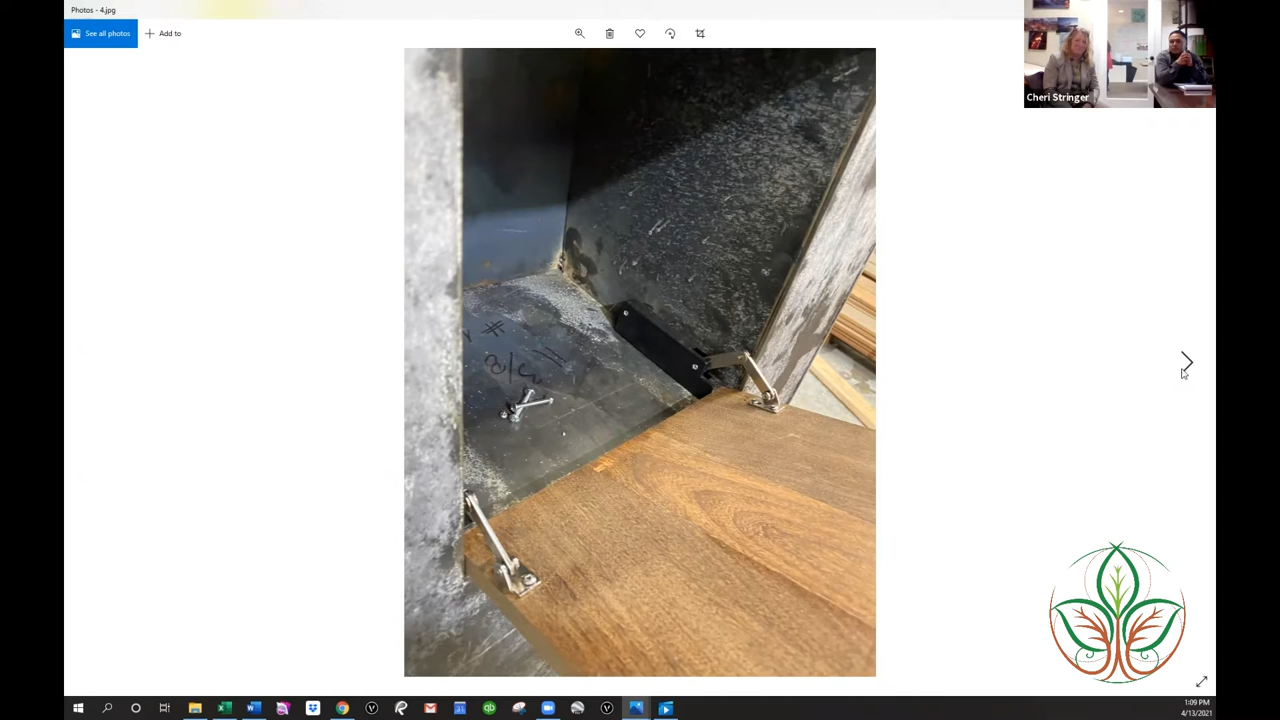 Photos - 4.jpg
See all photos
Add to
Cheri Stringer
1:09 PM
4/13/2021